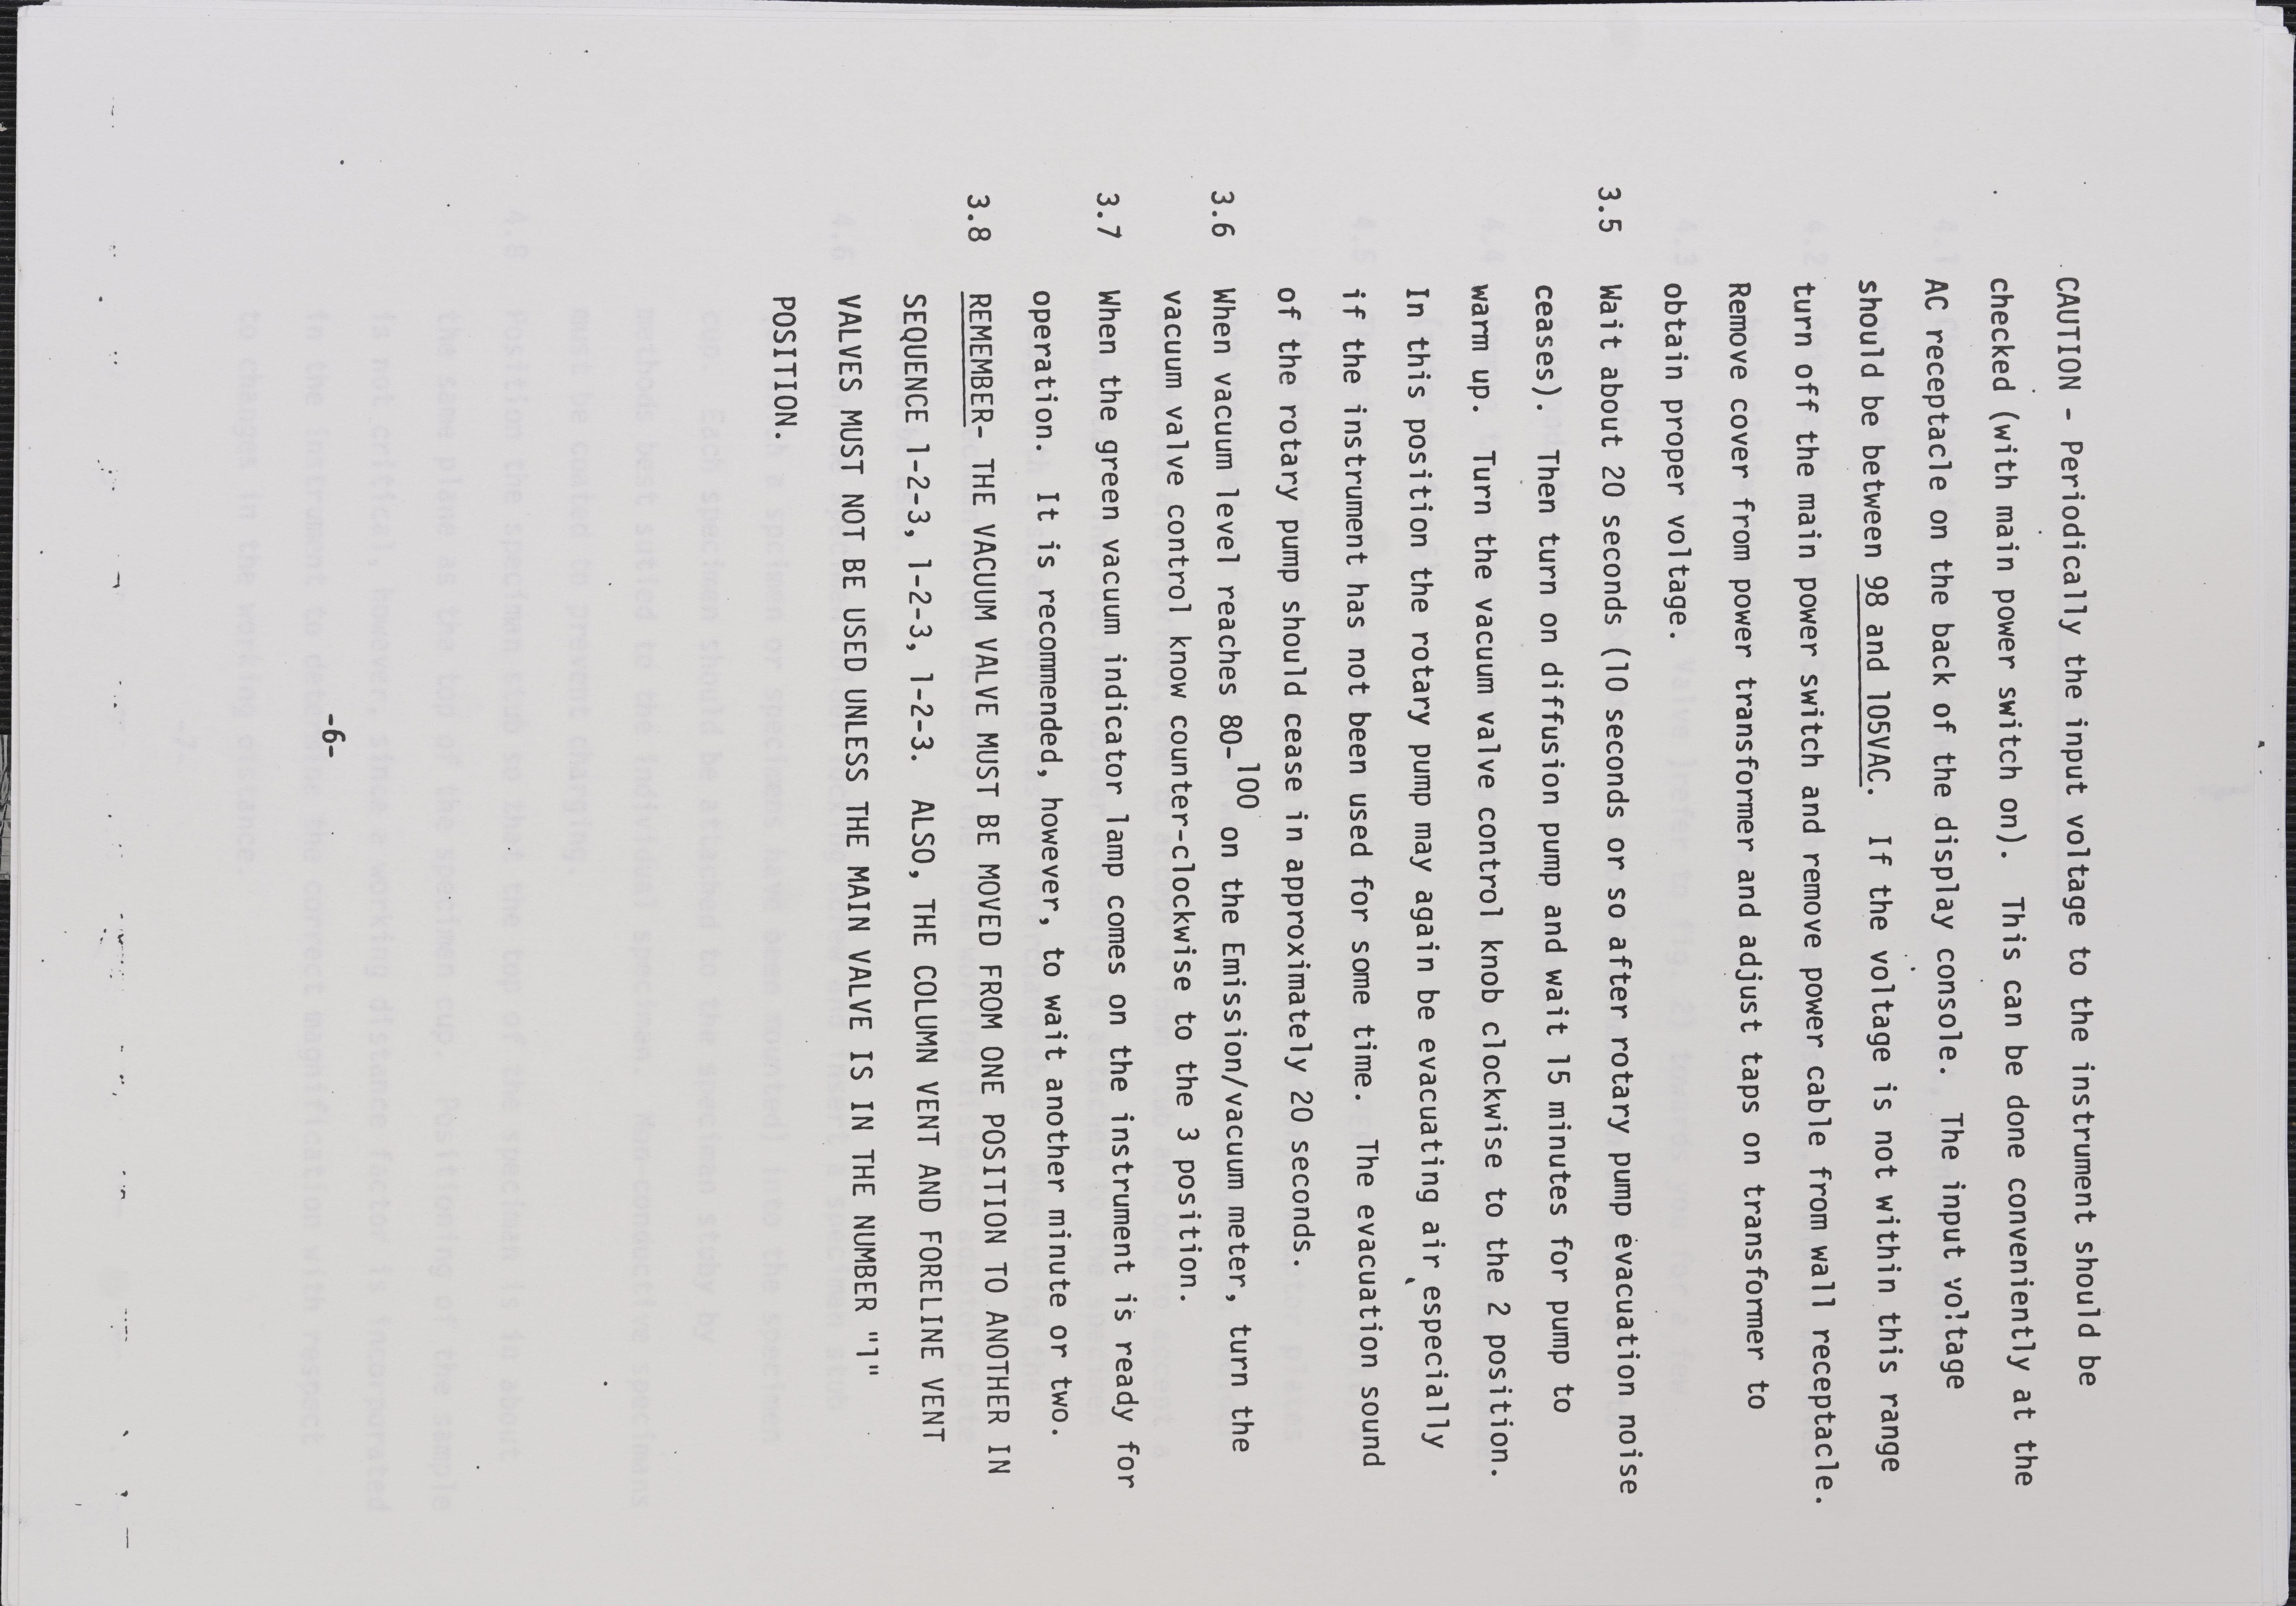 CAUTION - Periodically the input voltage to the instrument should be
checked (with main power switch on). This can be done conveniently at the
AC receptacle on the back of the display console. The input voltage
should be between 98 and 105VAC. If the voltage is not within this range
turn off the main power switch and remove power cable from wall receptacle.
Remove cover from power transformer and adjust taps on transformer to
obtain proper voltage.
3.5 Wait about 20 seconds (10 seconds or so after rotary pump evacuation noise
ceases). Then turn on diffusion pump and wait 15 minutes for pump to
warm up. Turn the vacuum valve control knob clockwise to the 2 position.
In this position the rotary pump may again be evacuating air especially
if the instrument has not been used for some time. The evacuation sound
of the rotary pump should cease in approximately 20 seconds.
3.6 When vacuum level reaches 80-100 on the Emission/vacuum meter, turn the
vacuum valve control know counter-clockwise to the 3 position.
3.7 When the green vacuum indicator lamp comes on the instrument is ready for
operation. It is recommended, however, to wait another minute or two.
3.8 REMEMBER- THE VACUUM VALVE MUST BE MOVED FROM ONE POSITION TO ANOTHER IN
SEQUENCE 1-2-3, 1-2-3, 1-2-3. ALSO, THE COLUMN VENT AND FORELINE VENT
VALVES MUST NOT BE USED UNLESS THE MAIN VALVE IS IN THE NUMBER "1"
POSITION.
-6-